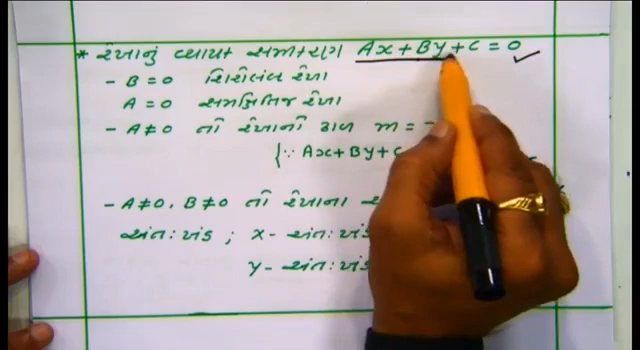 * રેખાનું વ્યાપક સમીકરણ Ax + By + C = 0
- B = 0 શિરોલંબ રેખા
A = 0 સમક્ષિતિજ રેખા
- A ≠ 0 તો રેખાનો ઢાળ m = -
{∵ Ax + By + C
- A ≠ 0, B ≠ 0 તો રેખાના
અંત:ખંડ ; x - અંત:ખંડ
y - અંત:ખંડ